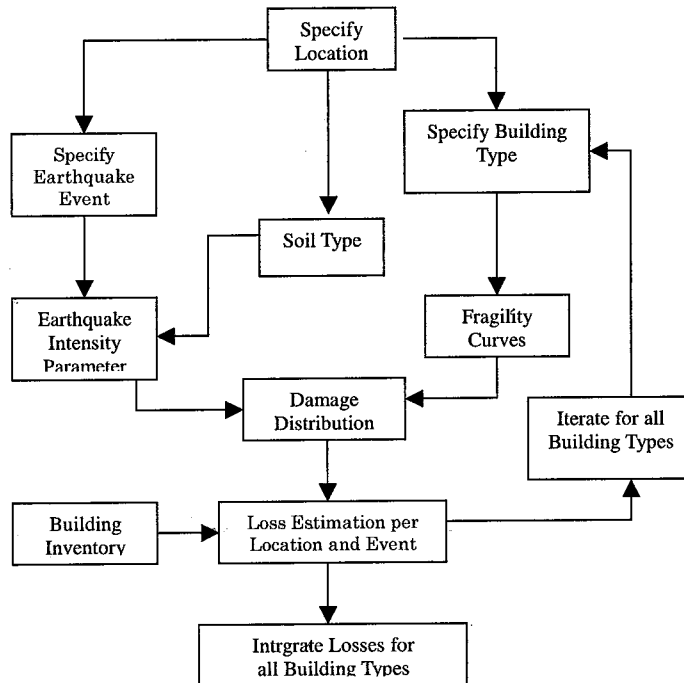 Specify
Location
Specify
Earthquake
Event
Specify Building
Type
Soil Type
Earthquake
Intensity
Parameter
Fragility
Curves
Damage
Distribution
Iterate for all
Building Types
Building
Inventory
Loss Estimation per
Location and Event
Intrgrate Losses for
all Building Types